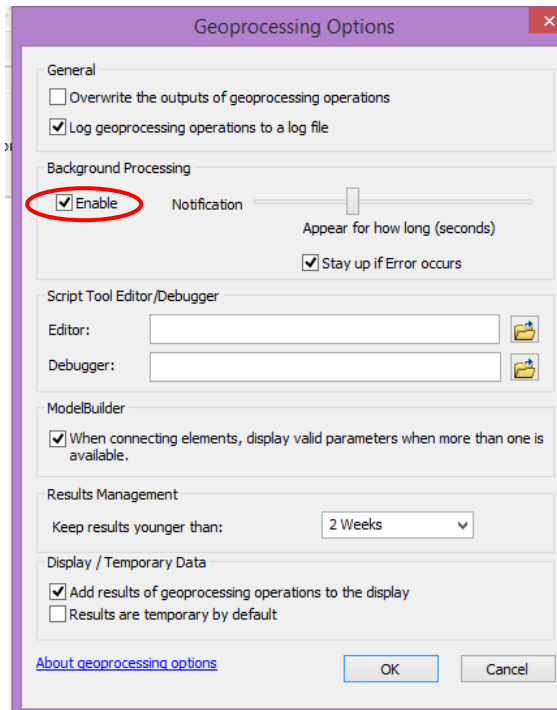 Geoprocessing Options
General
Overwrite the outputs of geoprocessing operations
Log geoprocessing operations to a log file
Background Processing
Enable
Notification
Appear for how long (seconds)
Stay up if Error occurs
Script Tool Editor/Debugger
Editor:
Debugger:
ModelBuilder
When connecting elements, display valid parameters when more than one is
available.
Results Management
Keep results younger than:
2 Weeks
Display / Temporary Data
Add results of geoprocessing operations to the display
Results are temporary by default
About geoprocessing options
OK
Cancel